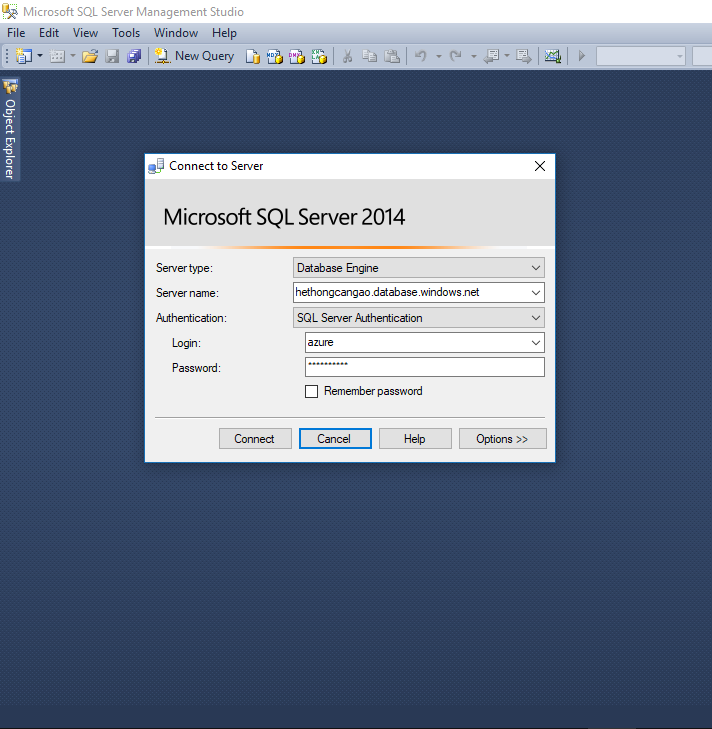 Microsoft SQL Server Management Studio
File Edit View Tools Window Help
New Query
Object Explorer
Connect to Server
Microsoft SQL Server 2014
Server type: Database Engine
Server name: hethongcangao.database.windows.net
Authentication: SQL Server Authentication
Login: azure
Password: **********
Remember password
Connect Cancel Help Options >>